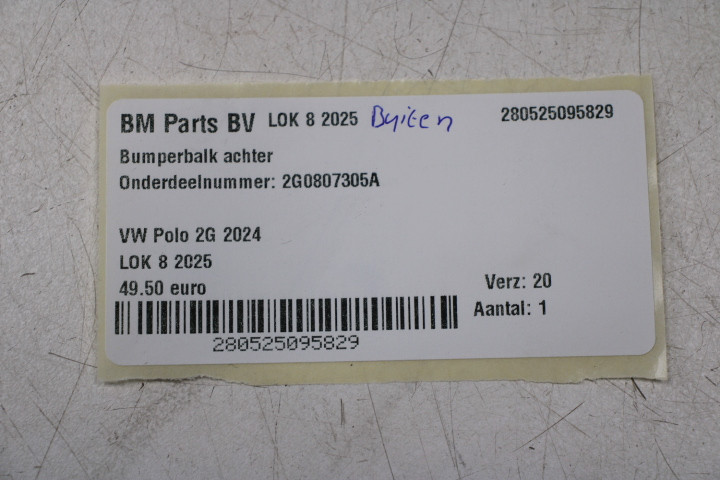 BM Parts BV LOK 8 2025 Buiten 280525095829
Bumperbalk achter
Onderdeelnummer: 2G0807305A
VW Polo 2G 2024
LOK 8 2025
49.50 euro Verz: 20
Aantal: 1
280525095829